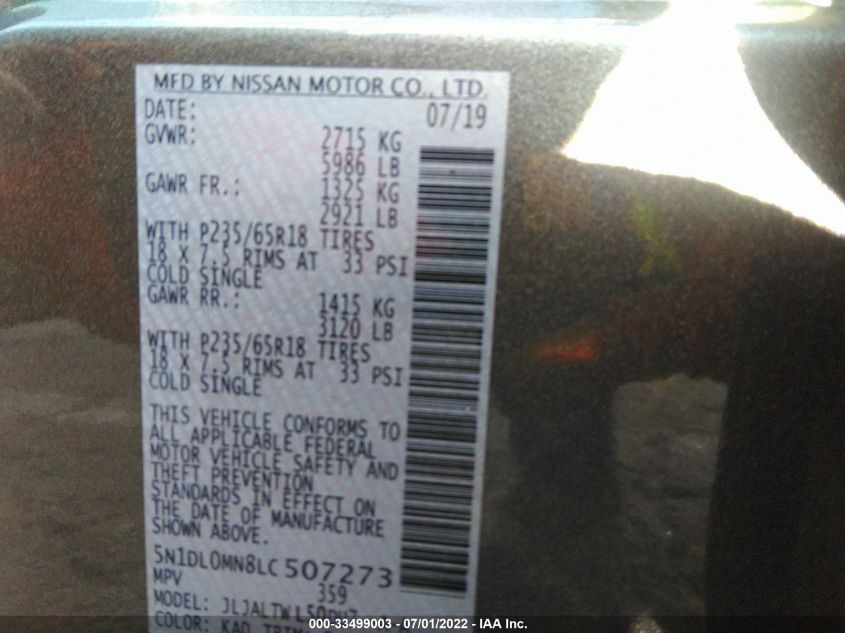 MFD BY NISSAN MOTOR CO., LTD.
DATE: 07/19
GVWR: 2715 KG
5986 LB
GAWR FR.: 1325 KG
2921 LB
WITH P235/65R18 TIRES
18 X 7.5 RIMS AT 33 PSI
COLD SINGLE
GAWR RR.: 1415 KG
3120 LB
WITH P235/65R18 TIRES
18 X 7.5 RIMS AT 33 PSI
COLD SINGLE
THIS VEHICLE CONFORMS TO
ALL APPLICABLE FEDERAL
MOTOR VEHICLE SAFETY AND
THEFT PREVENTION
STANDARDS IN EFFECT ON
THE DATE OF MANUFACTURE
SHOWN ABOVE.
5N1DL0MN8LC507273
MPV 359
MODEL: JLJALTW
COLOR: KAD TRIM
000-33499003 - 07/01/2022 - IAA Inc.